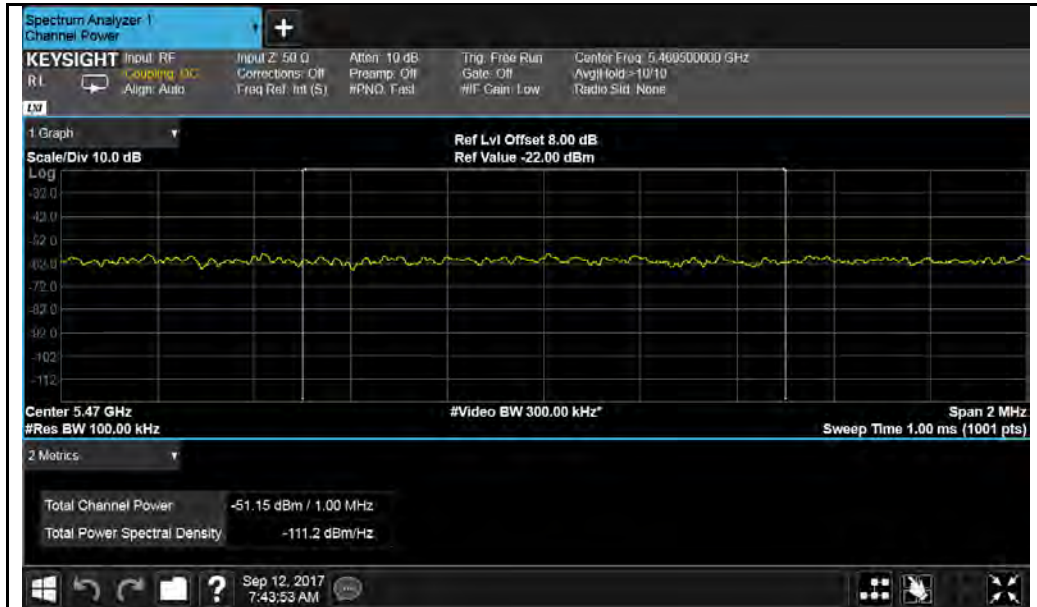 Spectrum Analyzer 1
Channel Power
+
KEYSIGHT Input: RF
Coupling: DC
Align: Auto
RL
LXI
Input Z: 50 Ω
Corrections: Off
Freq Ref: Int (S)
Atten: 10 dB
Preamp: Off
#PNO: Fast
Trig: Free Run
Gate: Off
#IF Gain: Low
Center Freq: 5.469500000 GHz
Avg|Hold:>10/10
Radio Std: None
1 Graph
Scale/Div 10.0 dB
Ref Lvl Offset 8.00 dB
Ref Value -22.00 dBm
Log
-32.0
-42.0
-52.0
-62.0
-72.0
-82.0
-92.0
-102
-112
Center 5.47 GHz
#Res BW 100.00 kHz
#Video BW 300.00 kHz*
Span 2 MHz
Sweep Time 1.00 ms (1001 pts)
2 Metrics
Total Channel Power -51.15 dBm / 1.00 MHz
Total Power Spectral Density -111.2 dBm/Hz
?
Sep 12, 2017
7:43:53 AM